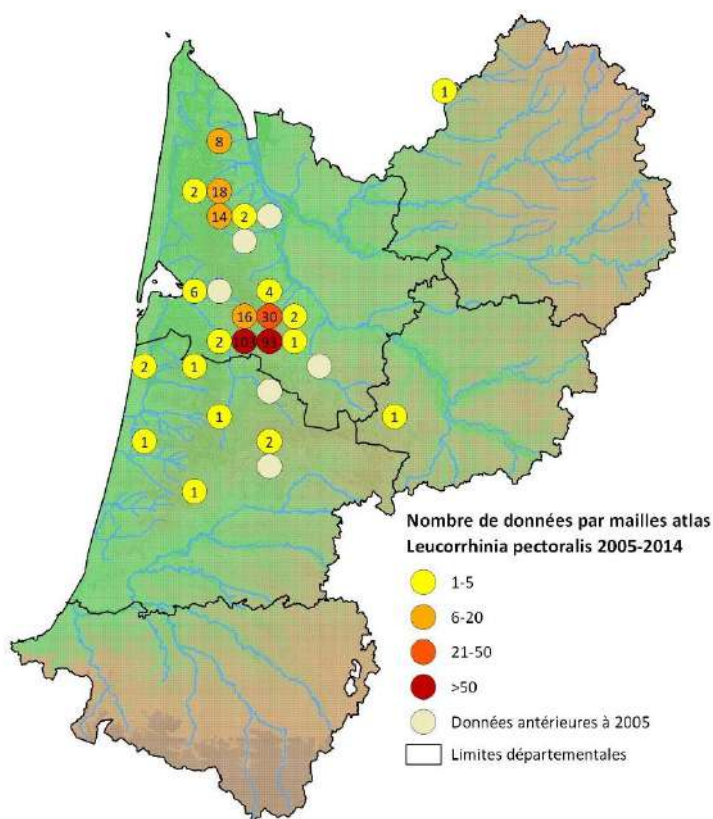 1
8
2 18
14 2
6 4
16 30 2
2 103 93 1
2 1
1 1
1 2
1
Nombre de données par mailles atlas
Leucorrhinia pectoralis 2005-2014
1-5
6-20
21-50
>50
Données antérieures à 2005
Limites départementales